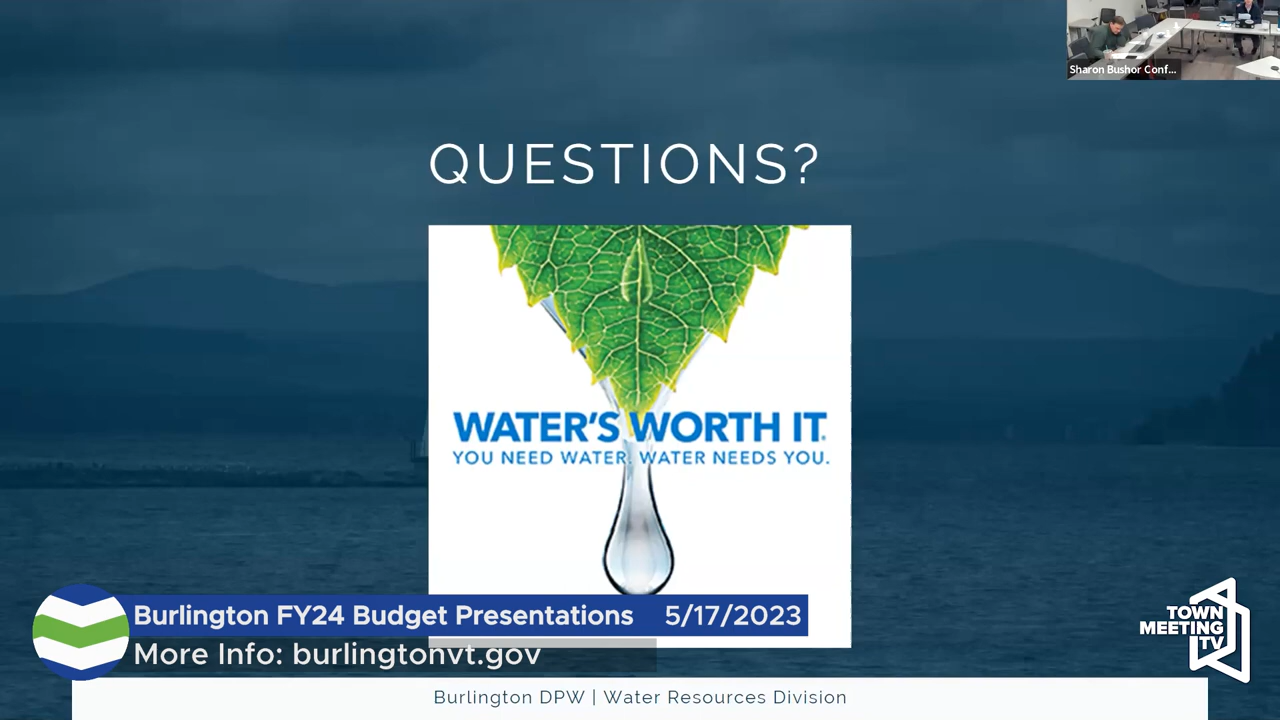 Sharon Bushor Conf...
QUESTIONS?
WATER'S WORTH IT®
YOU NEED WATER. WATER NEEDS YOU.
Burlington FY24 Budget Presentations 5/17/2023
More Info: burlingtonvt.gov
TOWN
MEETING
TV
Burlington DPW | Water Resources Division